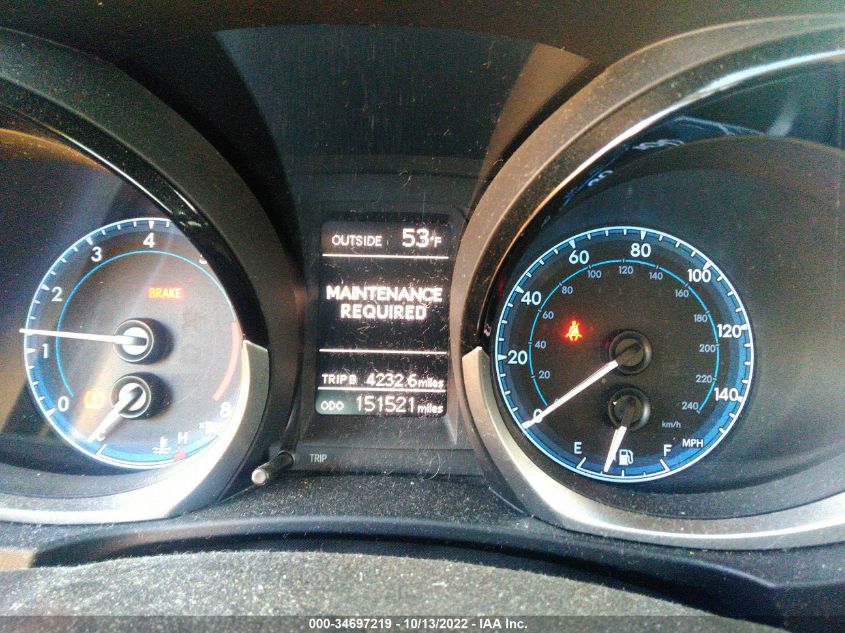 OUTSIDE 53°F
MAINTENANCE
REQUIRED
TRIP B 4232.6 miles
ODO 151521 miles
TRIP
BRAKE
0 1 2 3 4 8
C H
0 20 40 60 80 100 120 140
MPH
20 40 60 80 100 120 140 160 180 200 220 240
km/h
E F
000-34697219 - 10/13/2022 - IAA Inc.